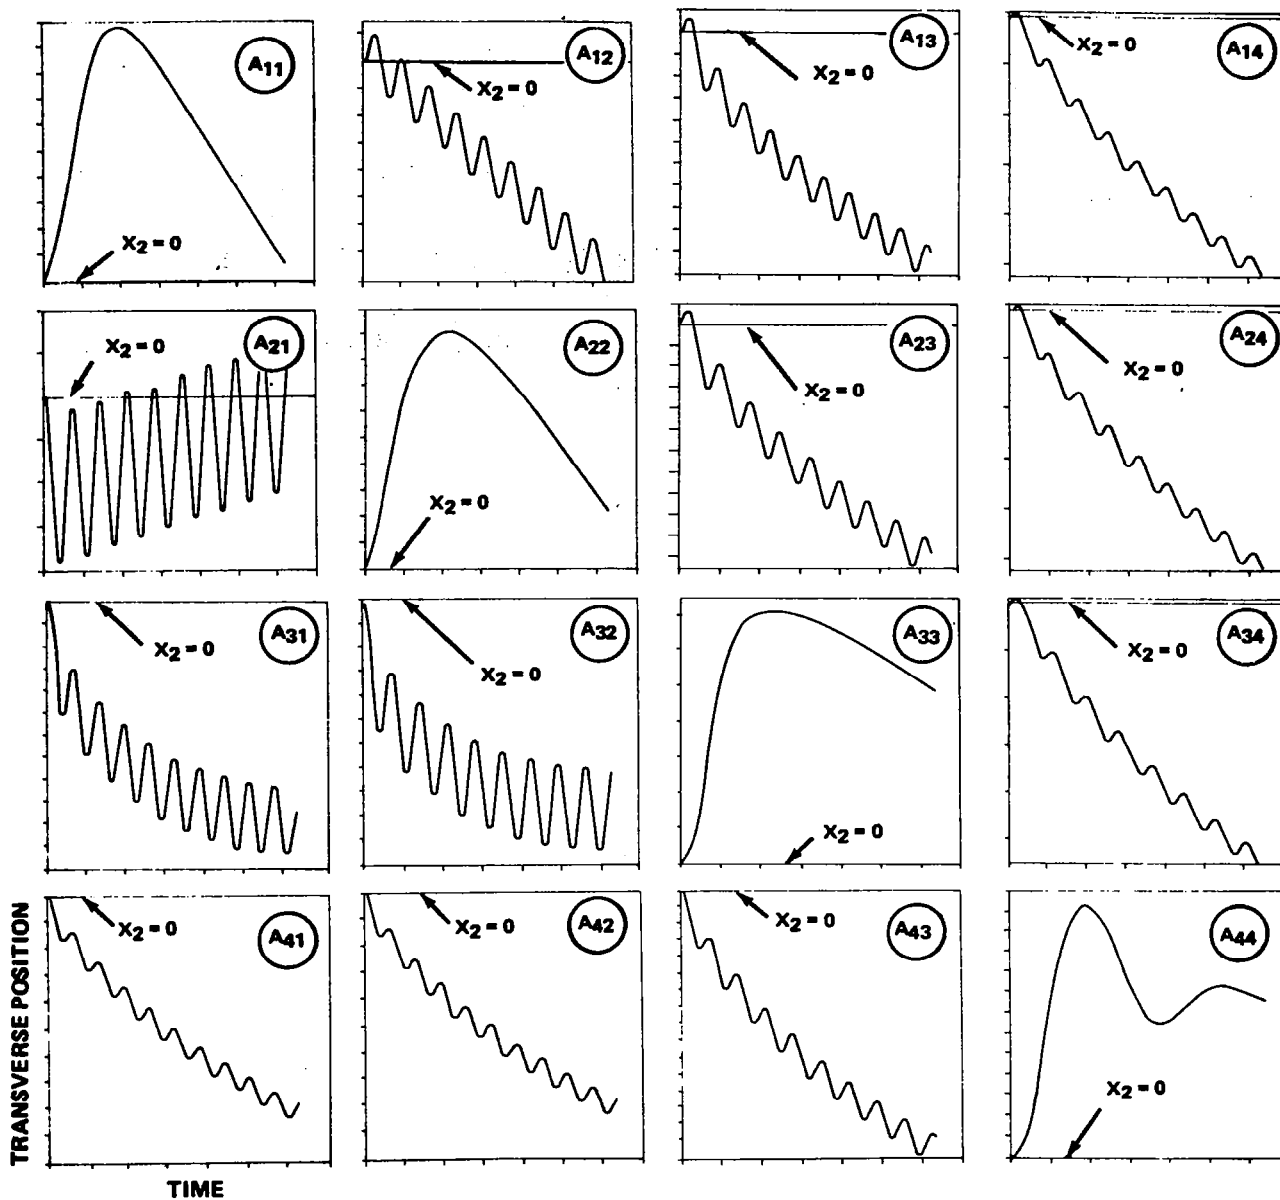 A11
X2 = 0
A12
X2 = 0
A13
X2 = 0
A14
X2 = 0
A21
X2 = 0
A22
X2 = 0
A23
X2 = 0
A24
X2 = 0
A31
X2 = 0
A32
X2 = 0
A33
X2 = 0
A34
X2 = 0
A41
X2 = 0
A42
X2 = 0
A43
X2 = 0
A44
X2 = 0
TRANSVERSE POSITION
TIME